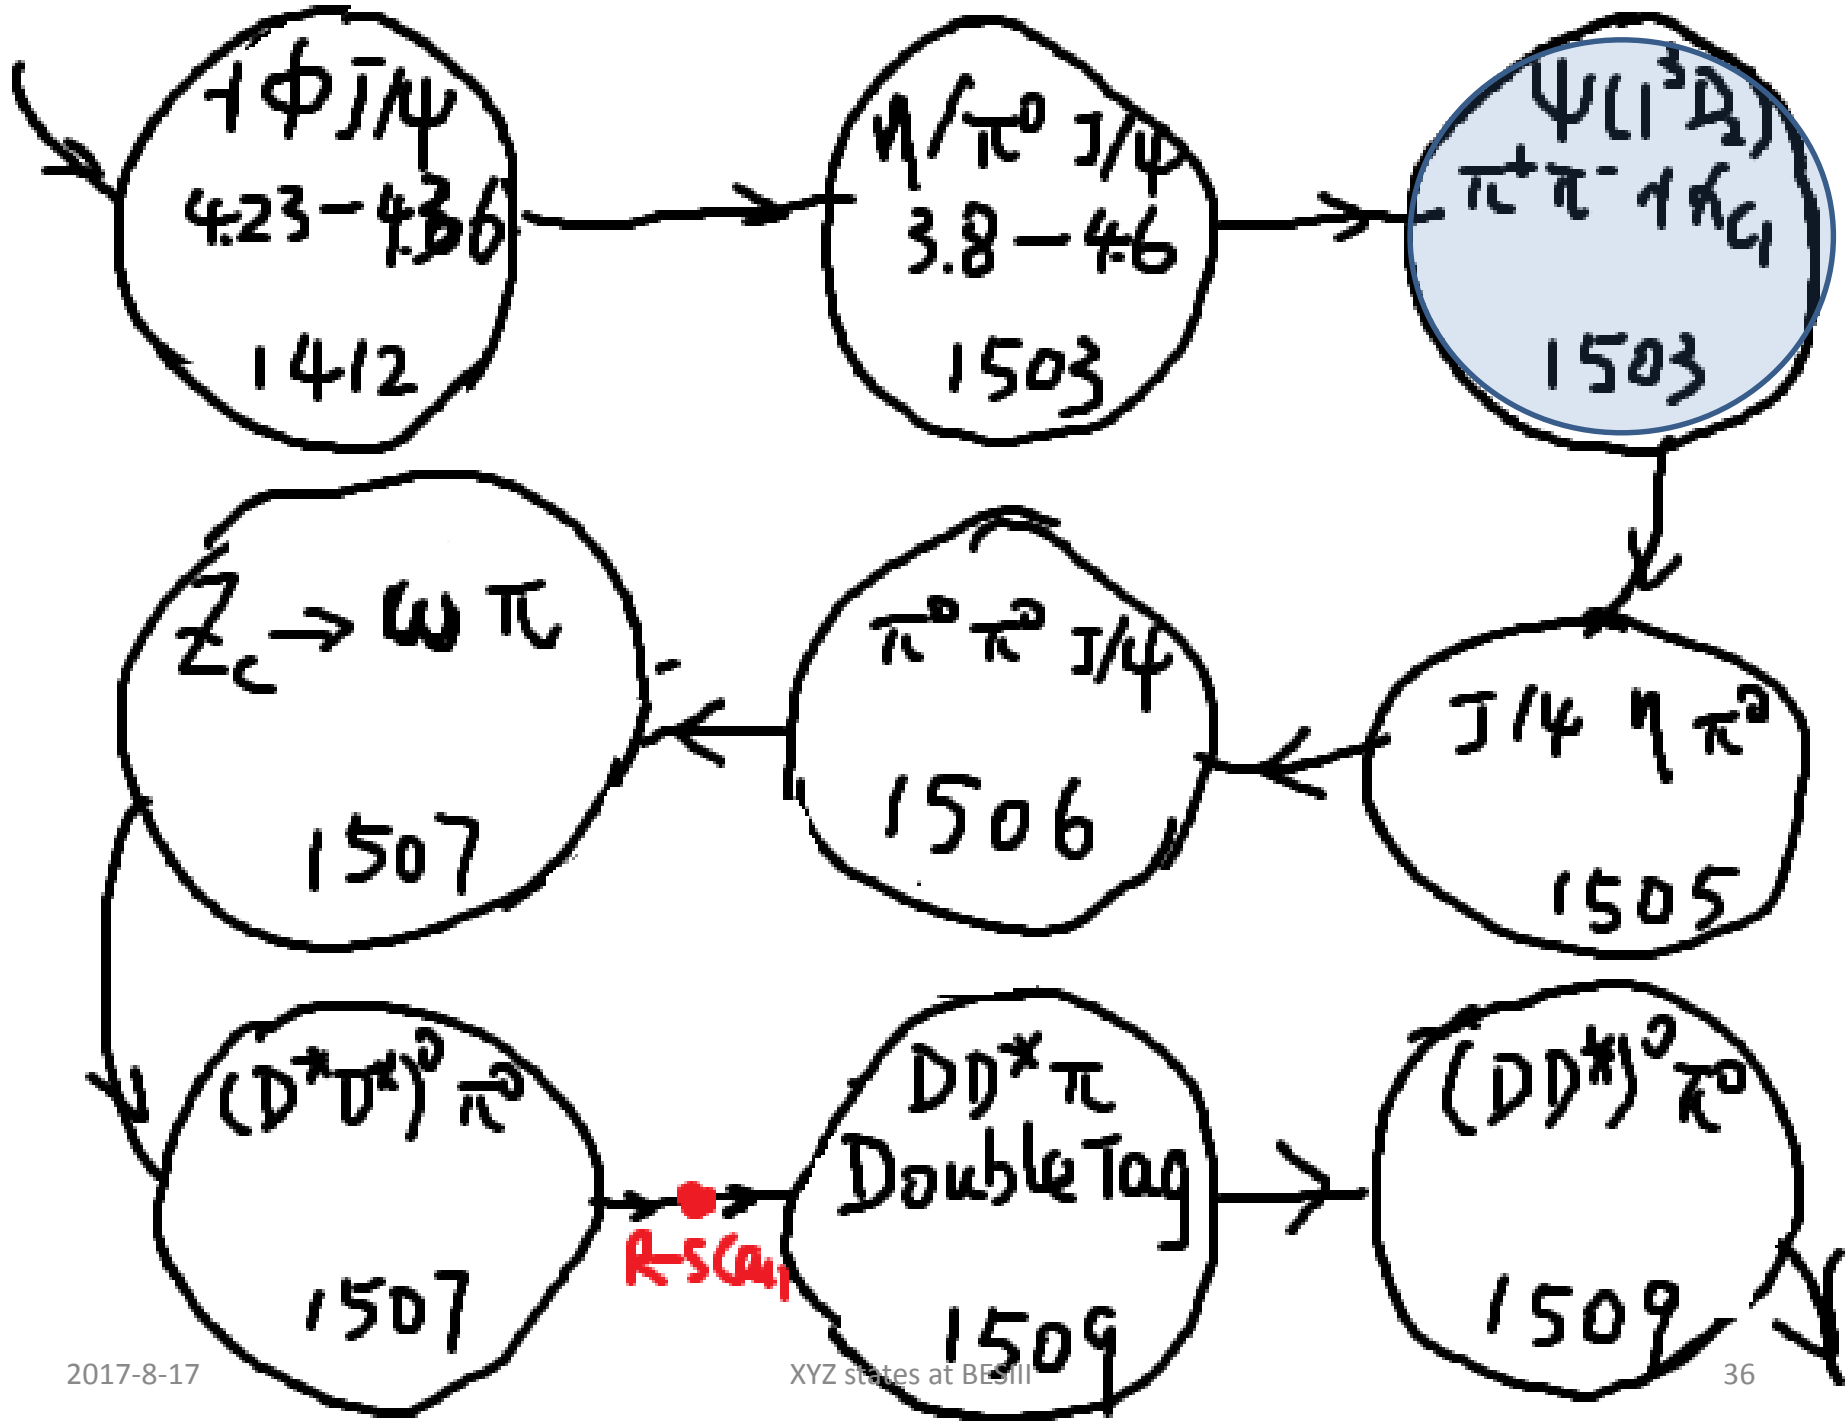 γϕJ/ψ
4.23-4.36
1412
η/π⁰ J/ψ
3.8-4.6
1503
ψ(1³D₂)
π⁺π⁻γχc1
1503
J/ψ η π⁰
1505
π⁰π⁰J/ψ
1506
Zc→ωπ
1507
(D*D*)⁰π⁰
1507
R-scan
DD*π
Double Tag
1509
(DD*)⁰π⁰
1509
2017-8-17
XYZ states at BESIII
36